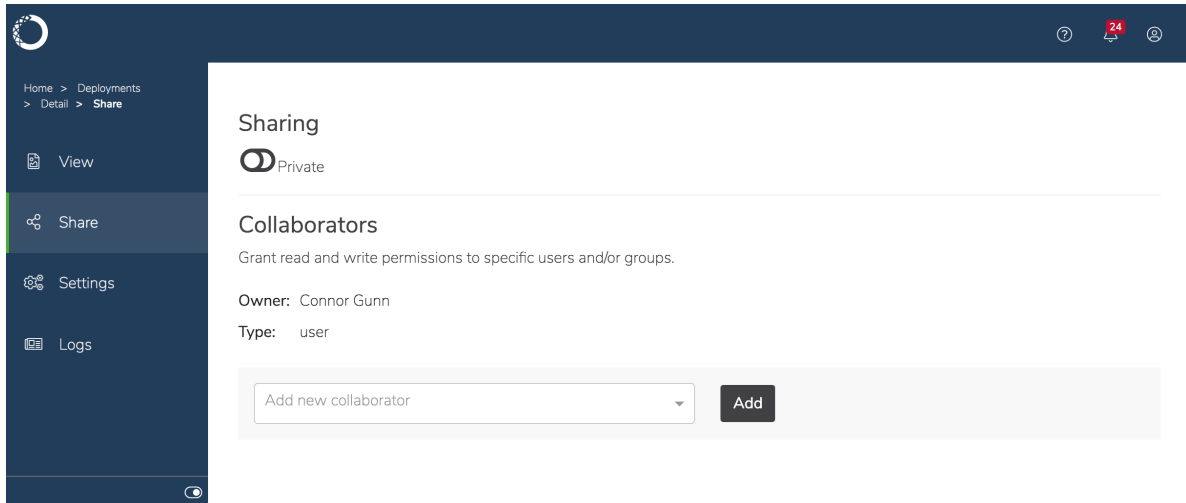 24
Home > Deployments
> Detail > Share
View
Share
Settings
Logs
Sharing
Private
Collaborators
Grant read and write permissions to specific users and/or groups.
Owner: Connor Gunn
Type: user
Add new collaborator
Add